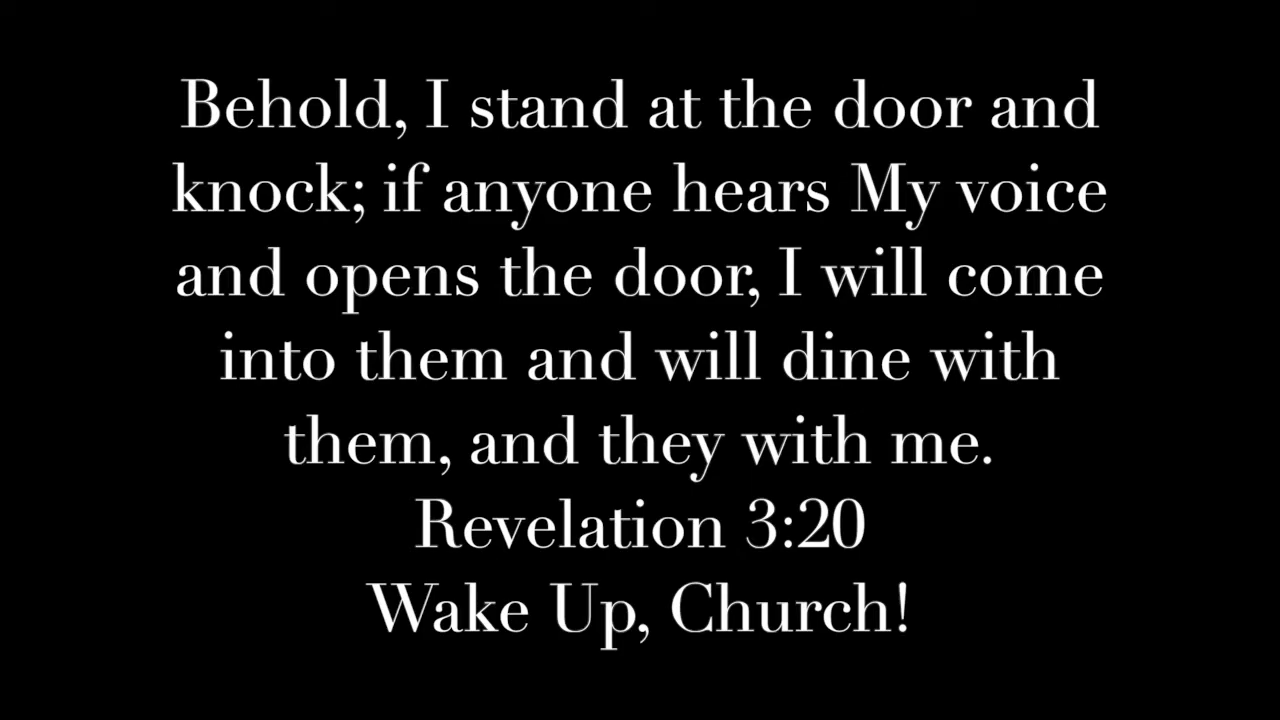 Behold, I stand at the door and
knock; if anyone hears My voice
and opens the door, I will come
into them and will dine with
them, and they with me.
Revelation 3:20
Wake Up, Church!